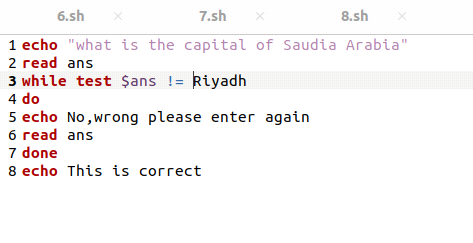 6.sh × 7.sh × 8.sh ×
1 echo "what is the capital of Saudia Arabia"
2 read ans
3 while test $ans != Riyadh
4 do
5 echo No,wrong please enter again
6 read ans
7 done
8 echo This is correct